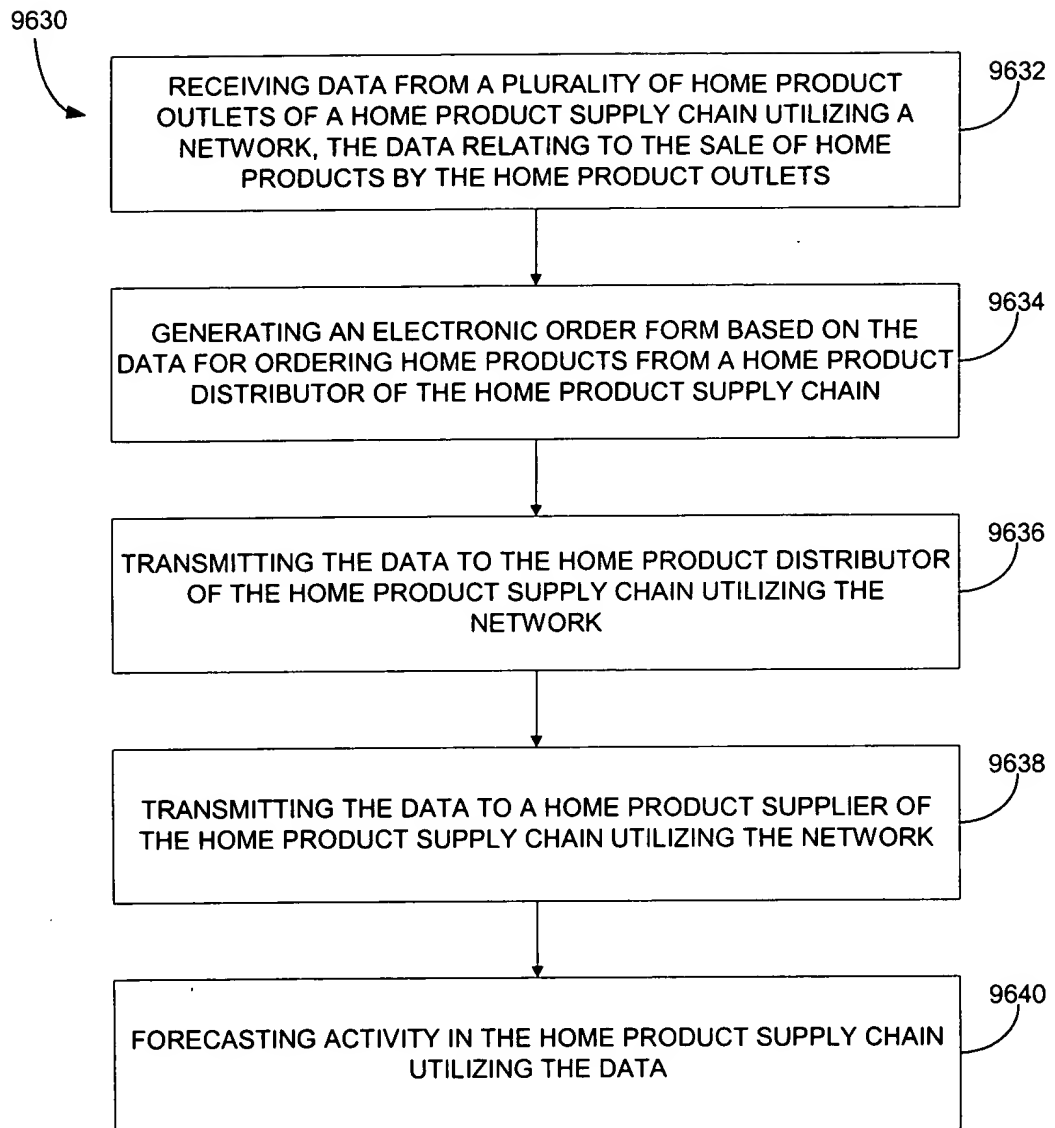 9630
9632
RECEIVING DATA FROM A PLURALITY OF HOME PRODUCT
OUTLETS OF A HOME PRODUCT SUPPLY CHAIN UTILIZING A
NETWORK, THE DATA RELATING TO THE SALE OF HOME
PRODUCTS BY THE HOME PRODUCT OUTLETS
9634
GENERATING AN ELECTRONIC ORDER FORM BASED ON THE
DATA FOR ORDERING HOME PRODUCTS FROM A HOME PRODUCT
DISTRIBUTOR OF THE HOME PRODUCT SUPPLY CHAIN
9636
TRANSMITTING THE DATA TO THE HOME PRODUCT DISTRIBUTOR
OF THE HOME PRODUCT SUPPLY CHAIN UTILIZING THE
NETWORK
9638
TRANSMITTING THE DATA TO A HOME PRODUCT SUPPLIER OF
THE HOME PRODUCT SUPPLY CHAIN UTILIZING THE NETWORK
9640
FORECASTING ACTIVITY IN THE HOME PRODUCT SUPPLY CHAIN
UTILIZING THE DATA